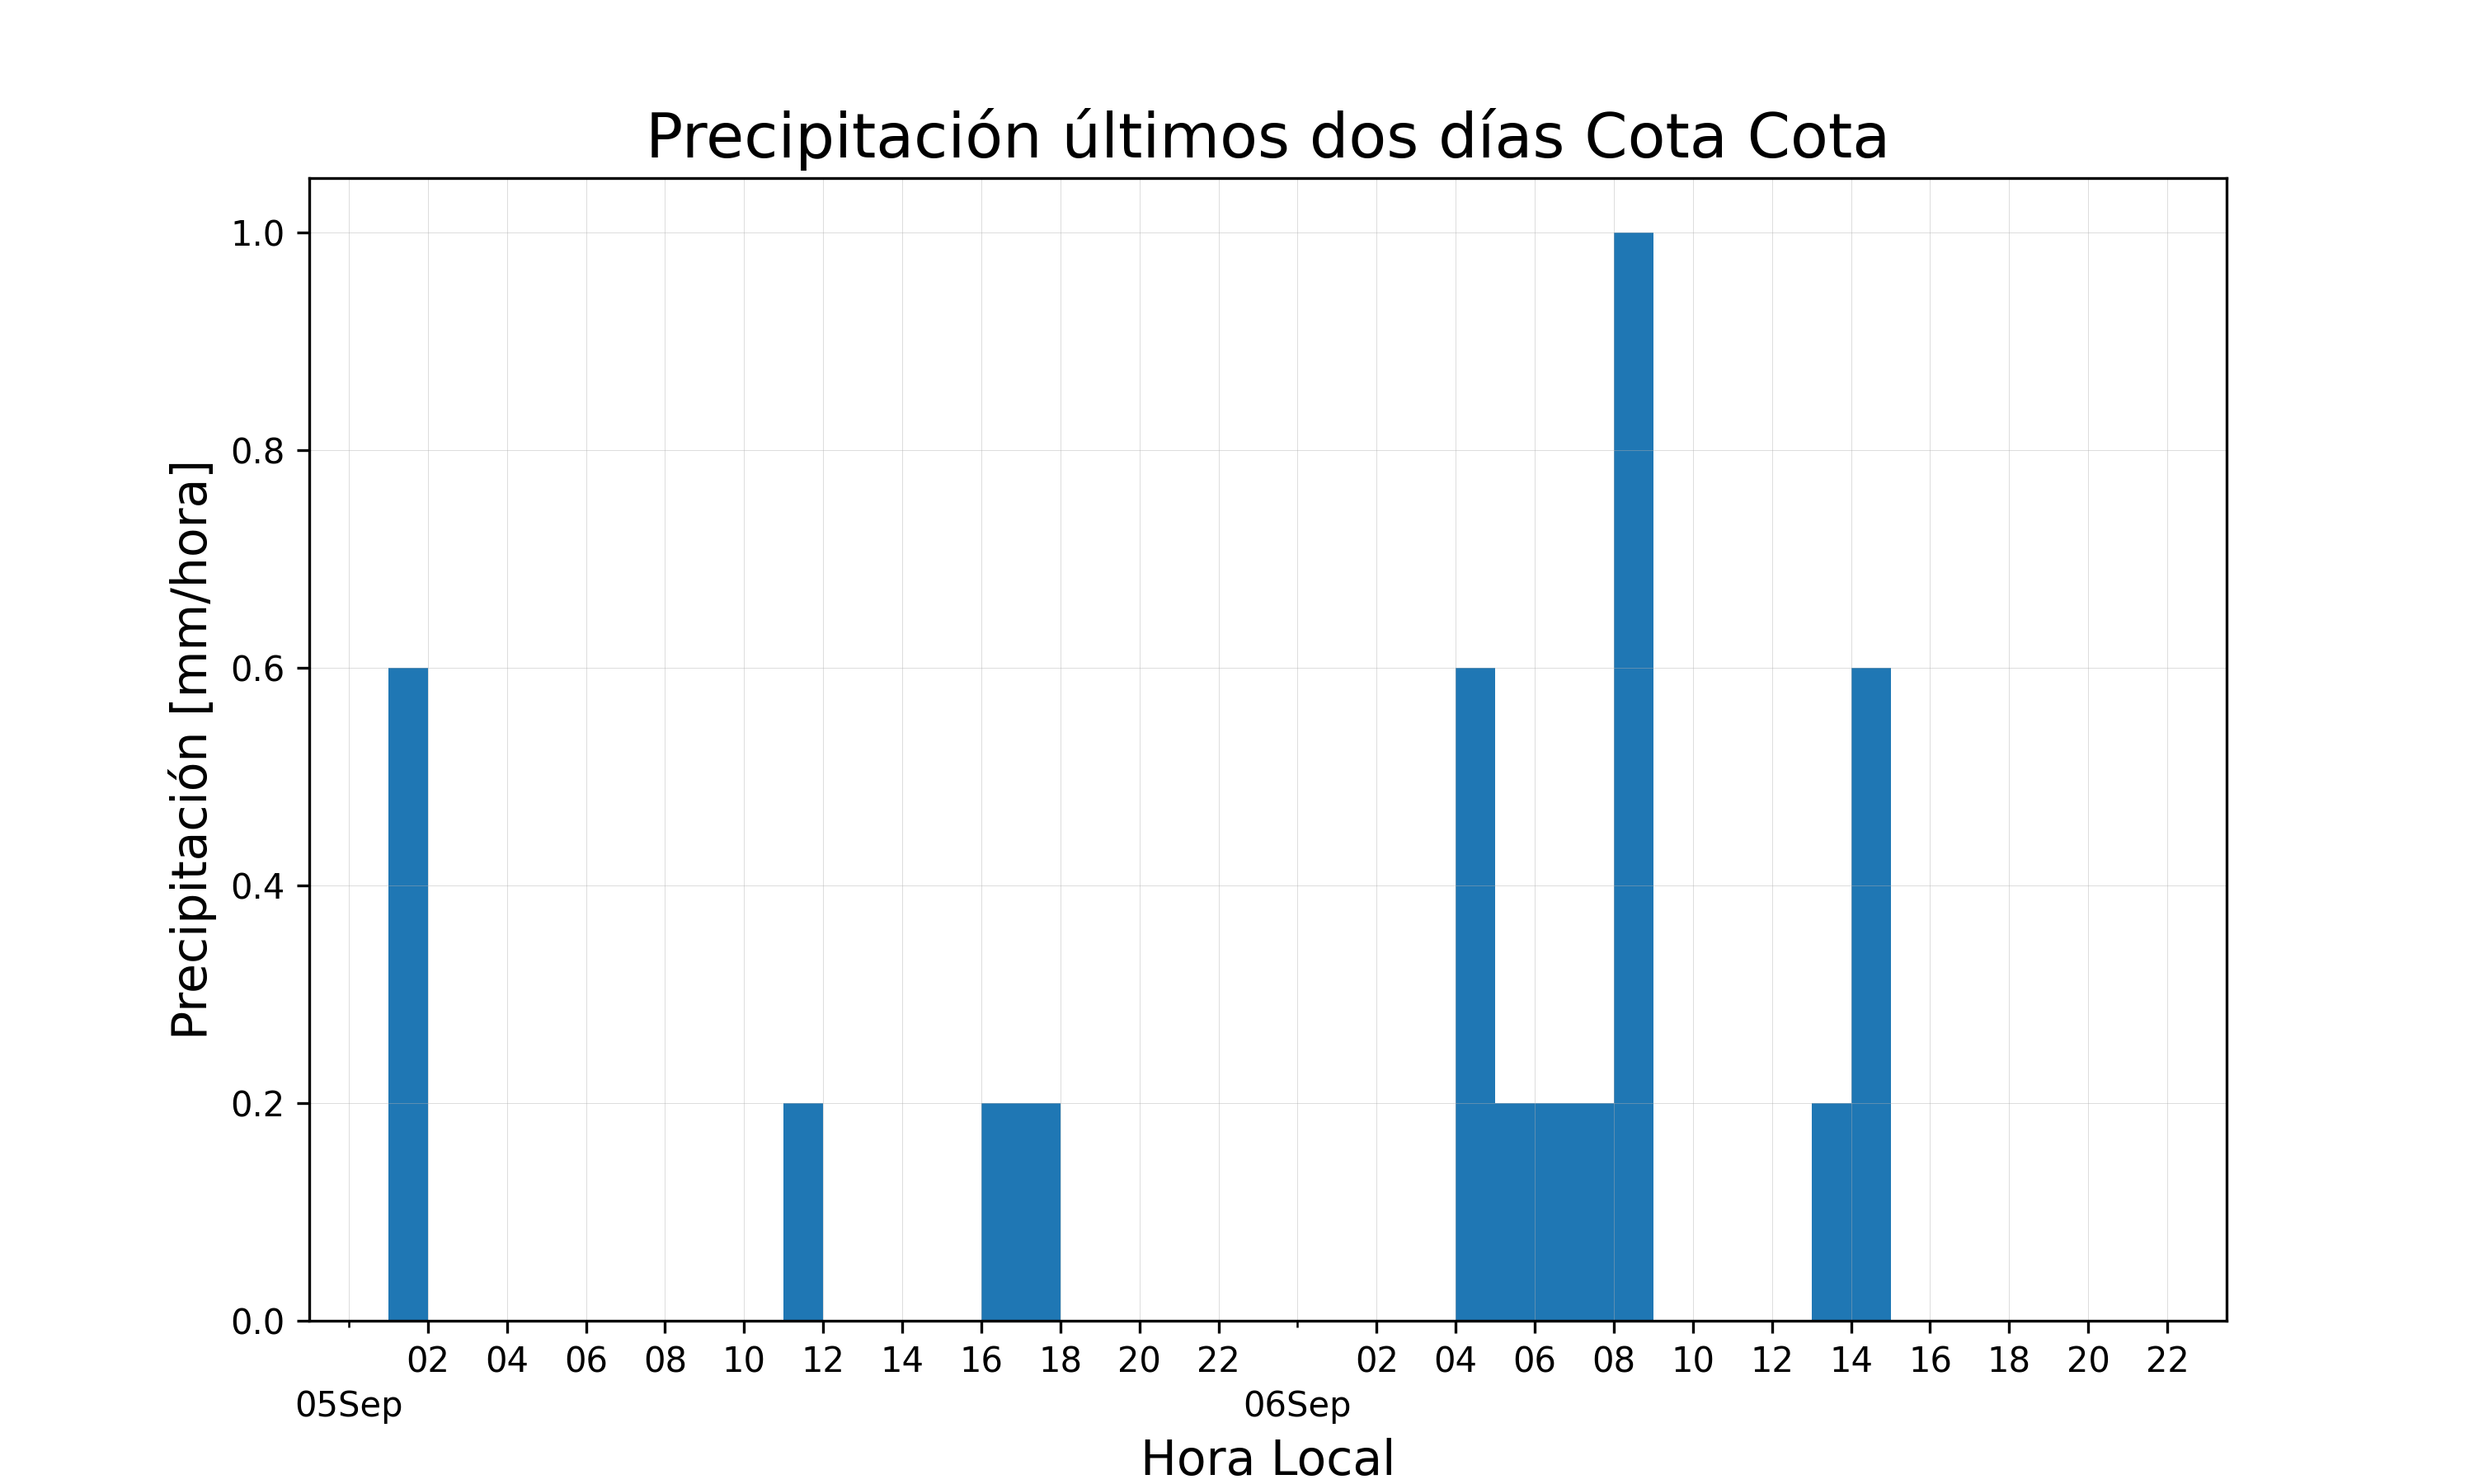 Precipitación últimos dos días Cota Cota
Precipitación [mm/hora]
1.0
0.8
0.6
0.4
0.2
0.0
02 04 06 08 10 12 14 16 18 20 22 02 04 06 08 10 12 14 16 18 20 22
05Sep 06Sep
Hora Local